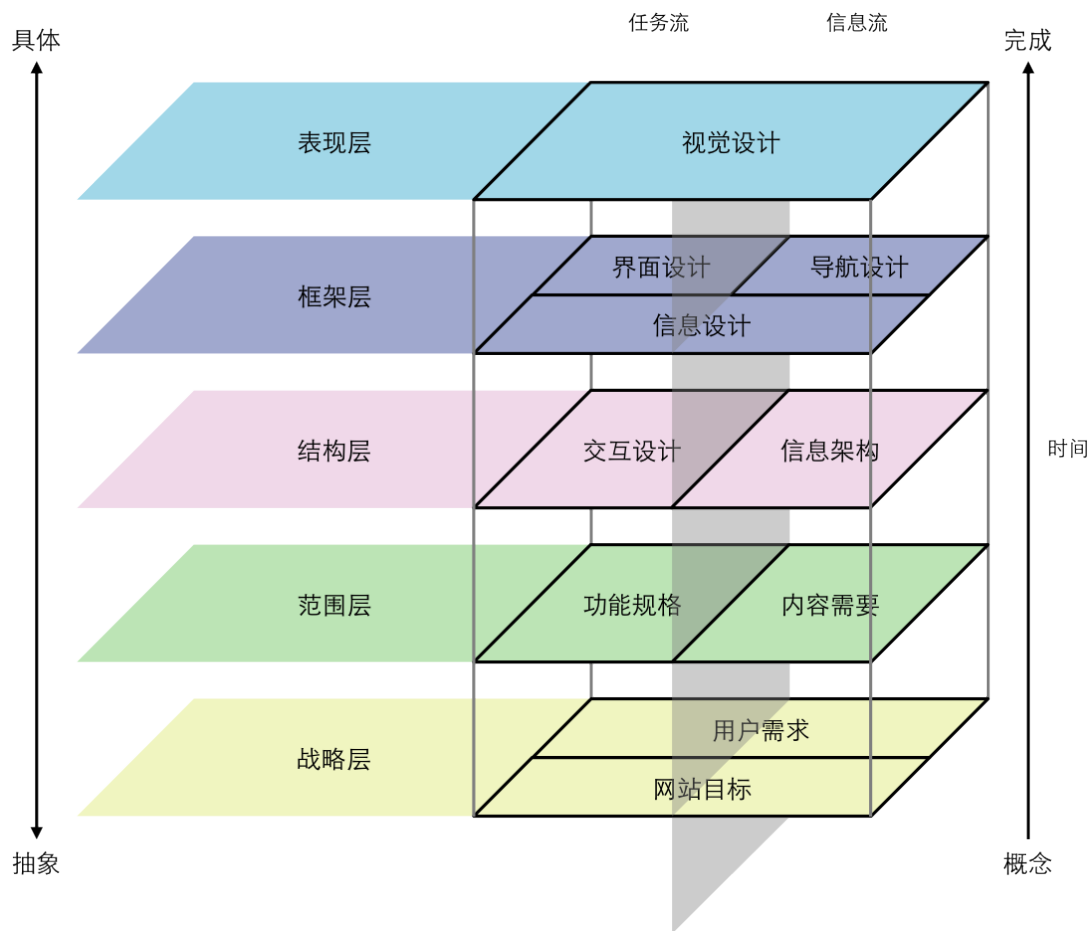 任务流
信息流
具体
完成
表现层
视觉设计
界面设计
导航设计
框架层
信息设计
结构层
交互设计
信息架构
时间
范围层
功能规格
内容需要
用户需求
战略层
网站目标
抽象
概念